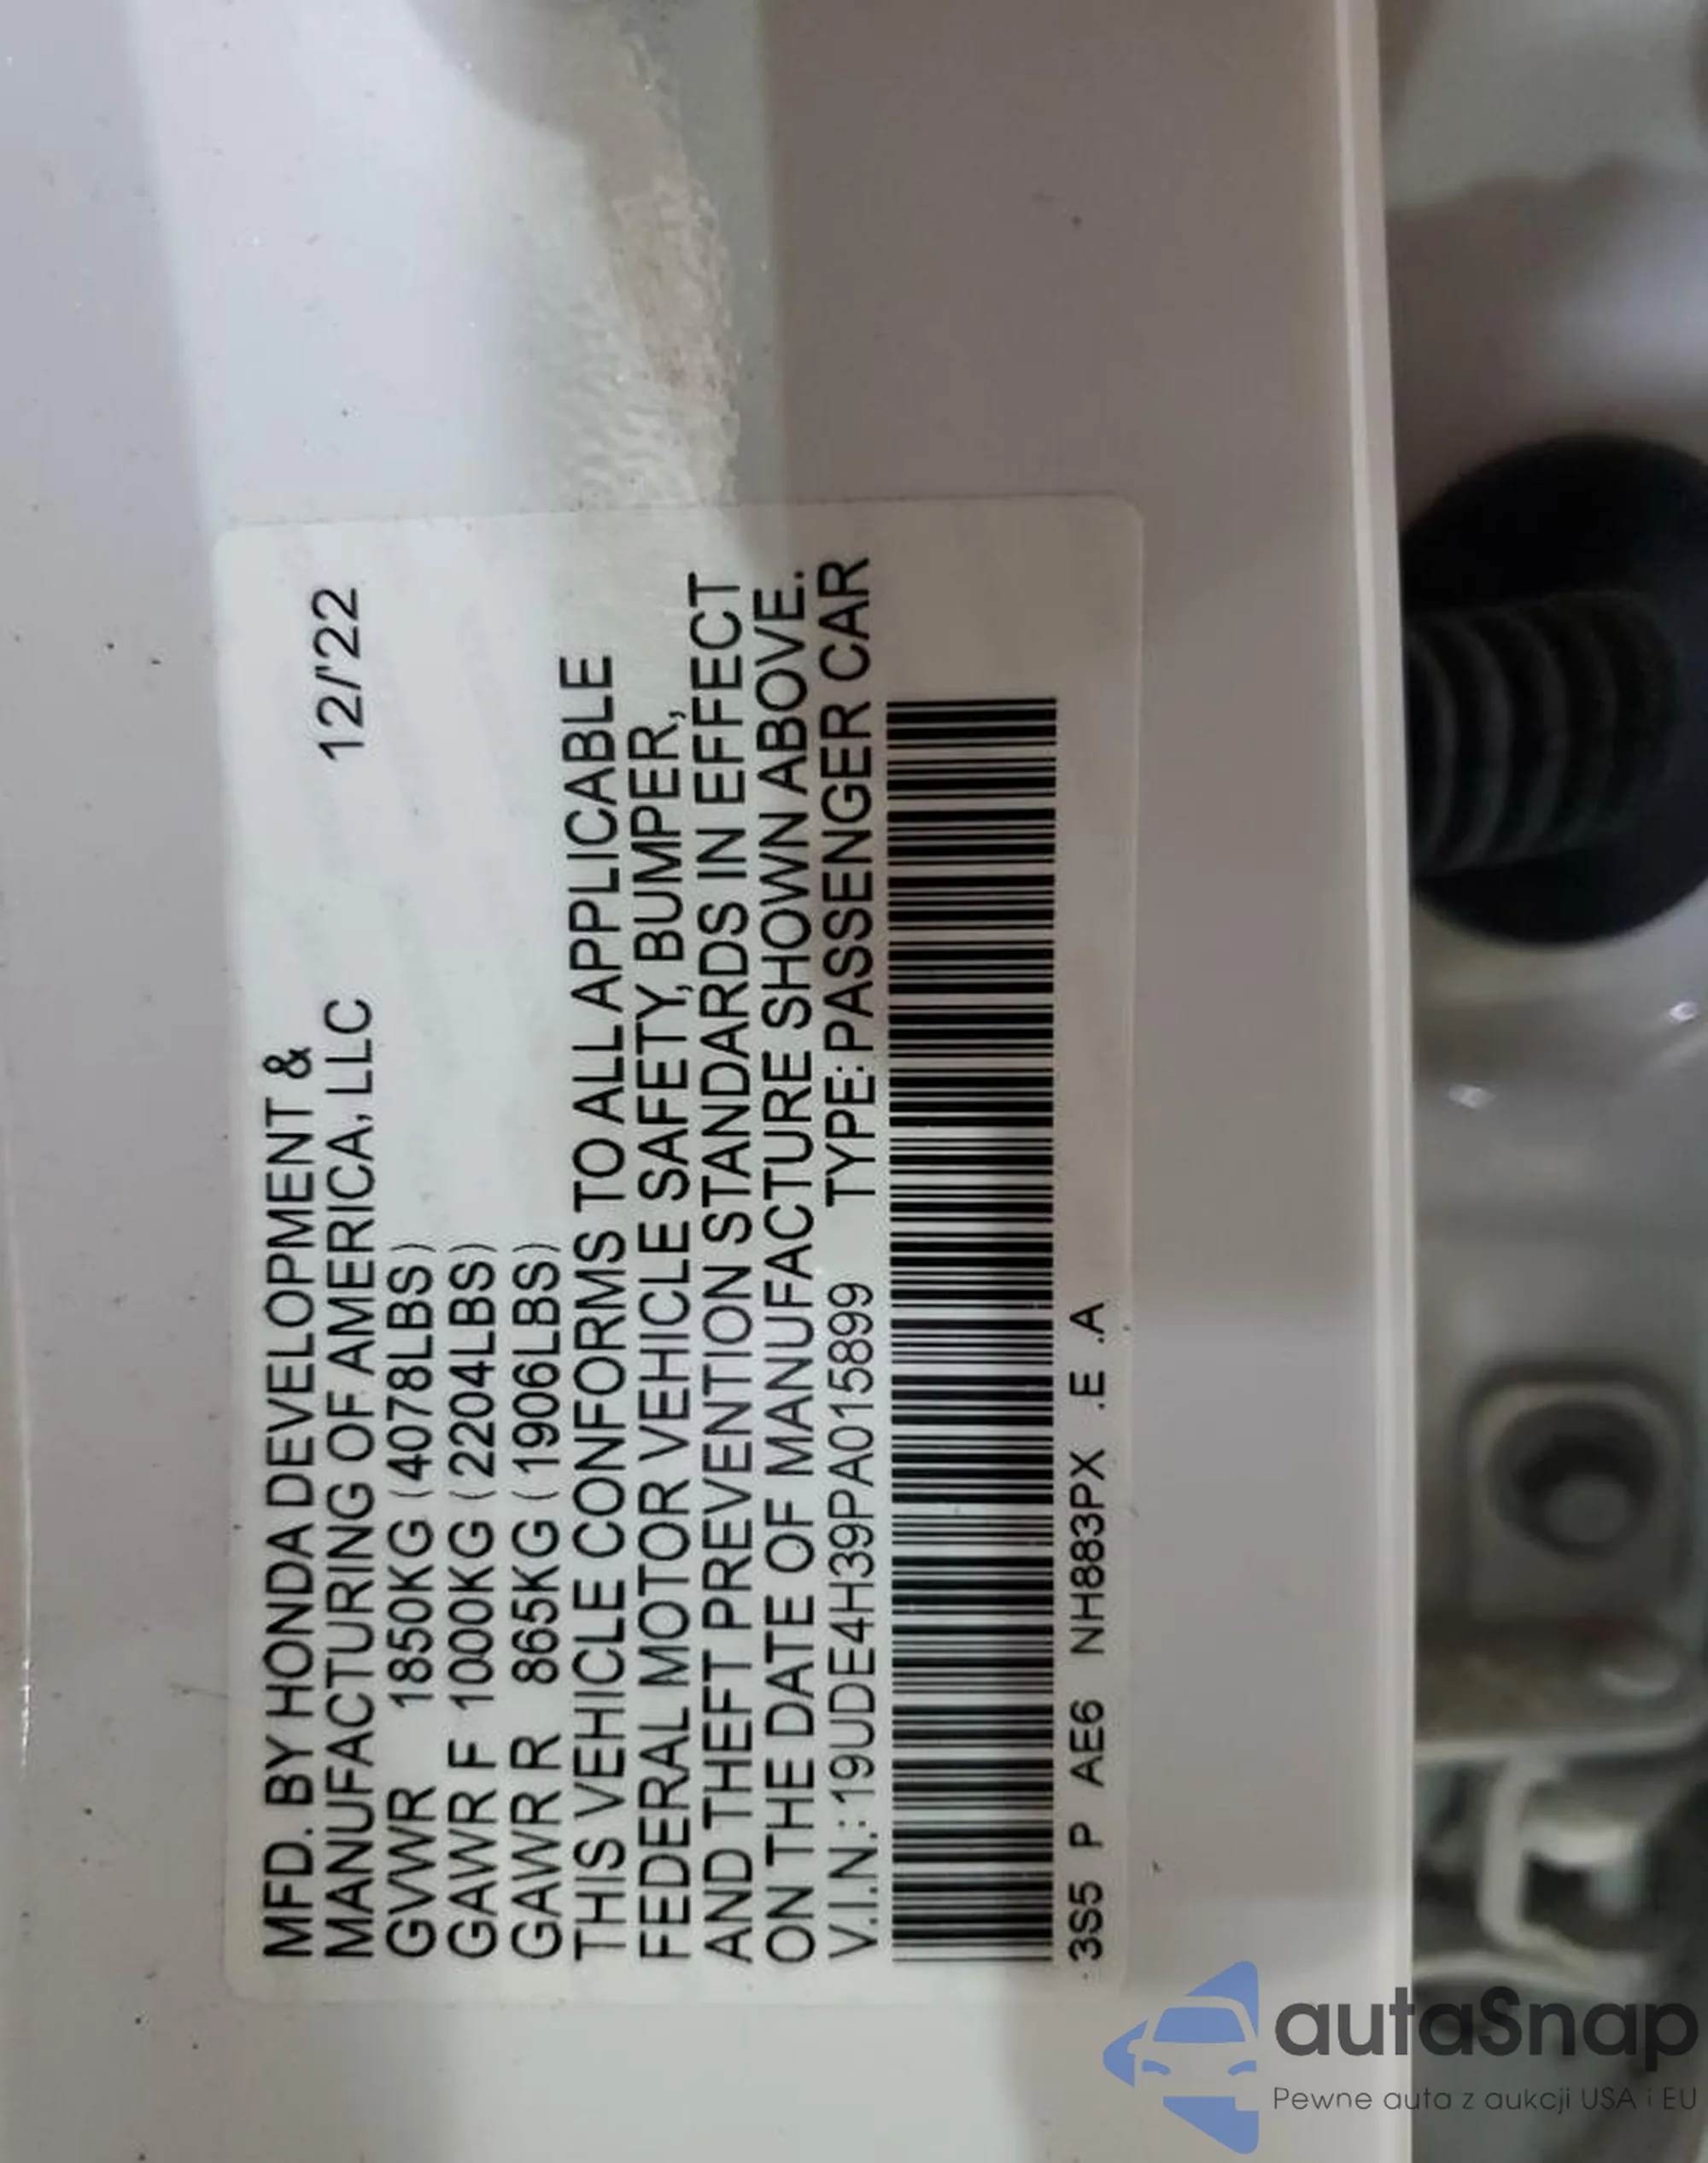 MFD. BY HONDA DEVELOPMENT &
MANUFACTURING OF AMERICA, LLC 12/'22
GVWR 1850KG (4078LBS)
GAWR F 1000KG (2204LBS)
GAWR R 865KG (1906LBS)
THIS VEHICLE CONFORMS TO ALL APPLICABLE
FEDERAL MOTOR VEHICLE SAFETY, BUMPER,
AND THEFT PREVENTION STANDARDS IN EFFECT
ON THE DATE OF MANUFACTURE SHOWN ABOVE.
V.I.N.: 19UDE4H39PA015899 TYPE: PASSENGER CAR
3S5 P AE6 NH883PX .E .A
autaSnap
Pewne auta z aukcji USA i EU